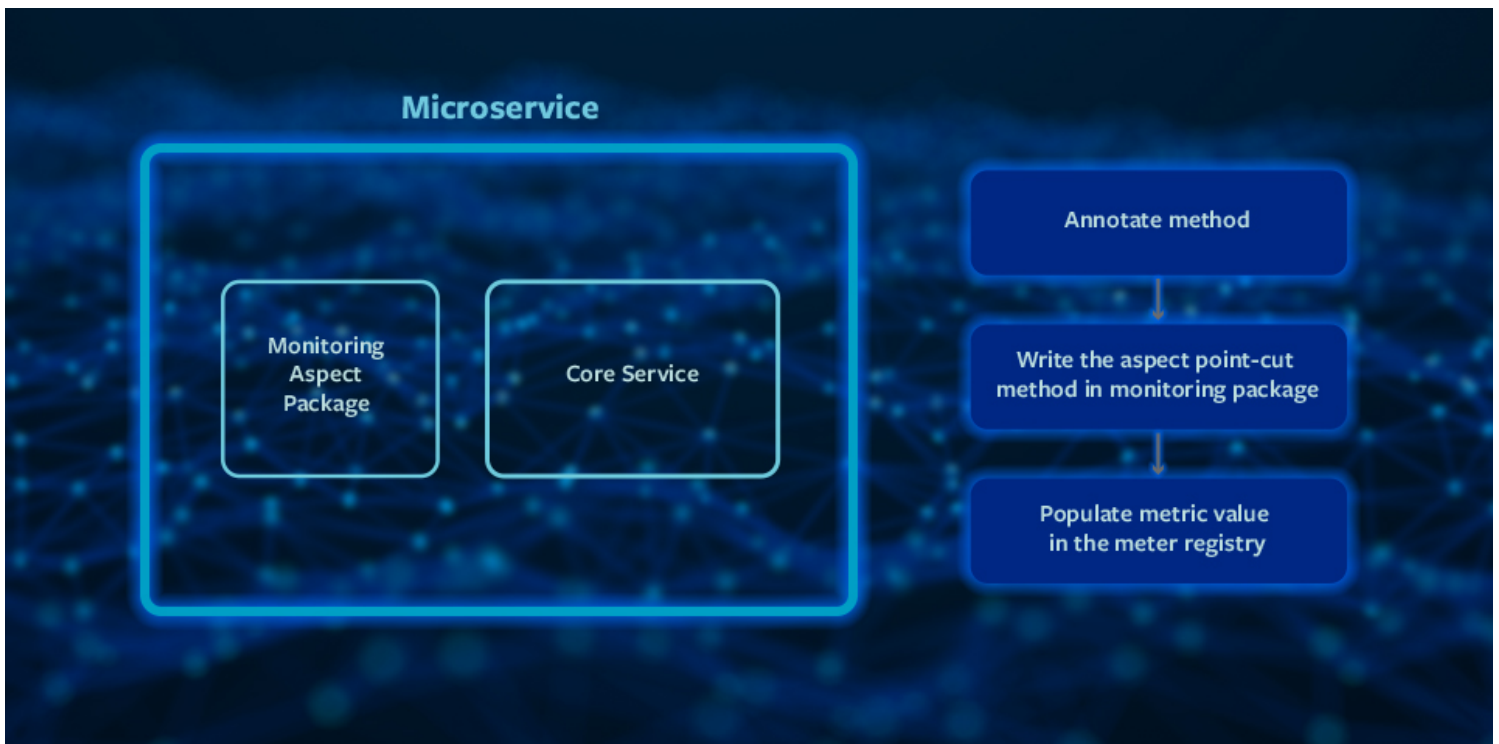 Microservice
Monitoring
Aspect
Package
Core Service
Annotate method
Write the aspect point-cut
method in monitoring package
Populate metric value
in the meter registry